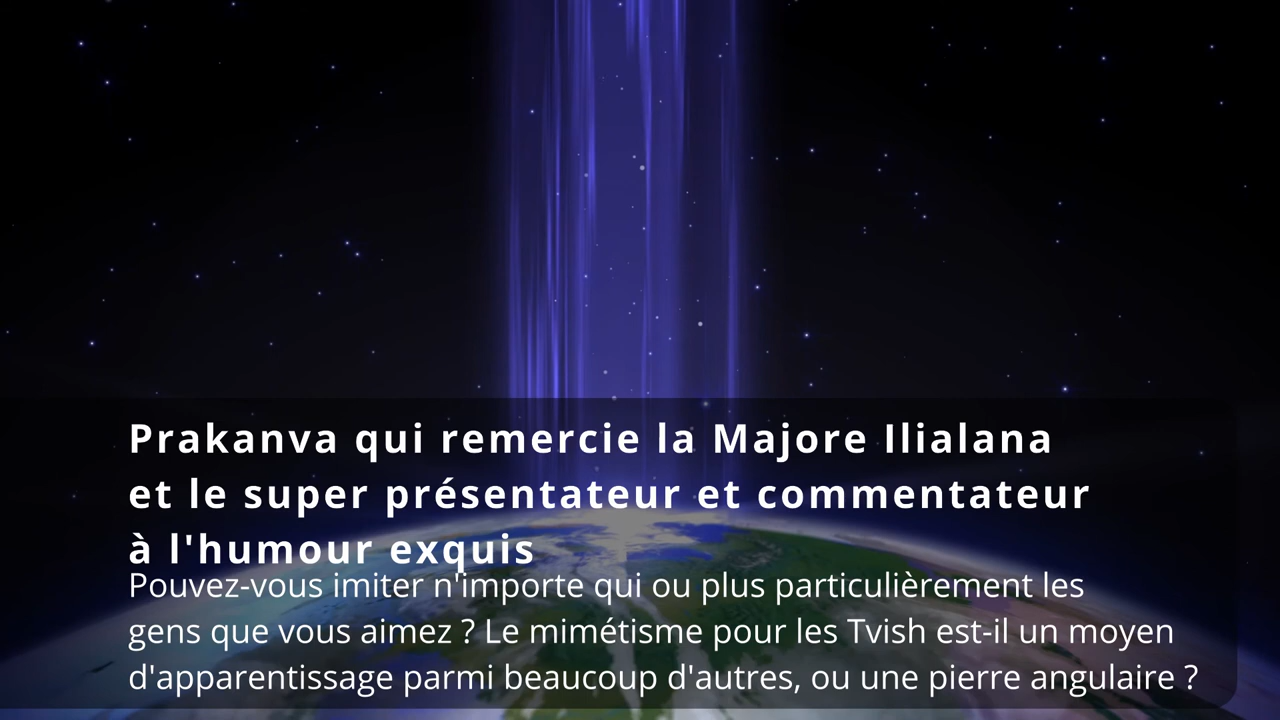 Prakanva qui remercie la Majore Ilialana
et le super présentateur et commentateur
à l'humour exquis
Pouvez-vous imiter n'importe qui ou plus particulièrement les
gens que vous aimez ? Le mimétisme pour les Tvish est-il un moyen
d'apparentissage parmi beaucoup d'autres, ou une pierre angulaire ?